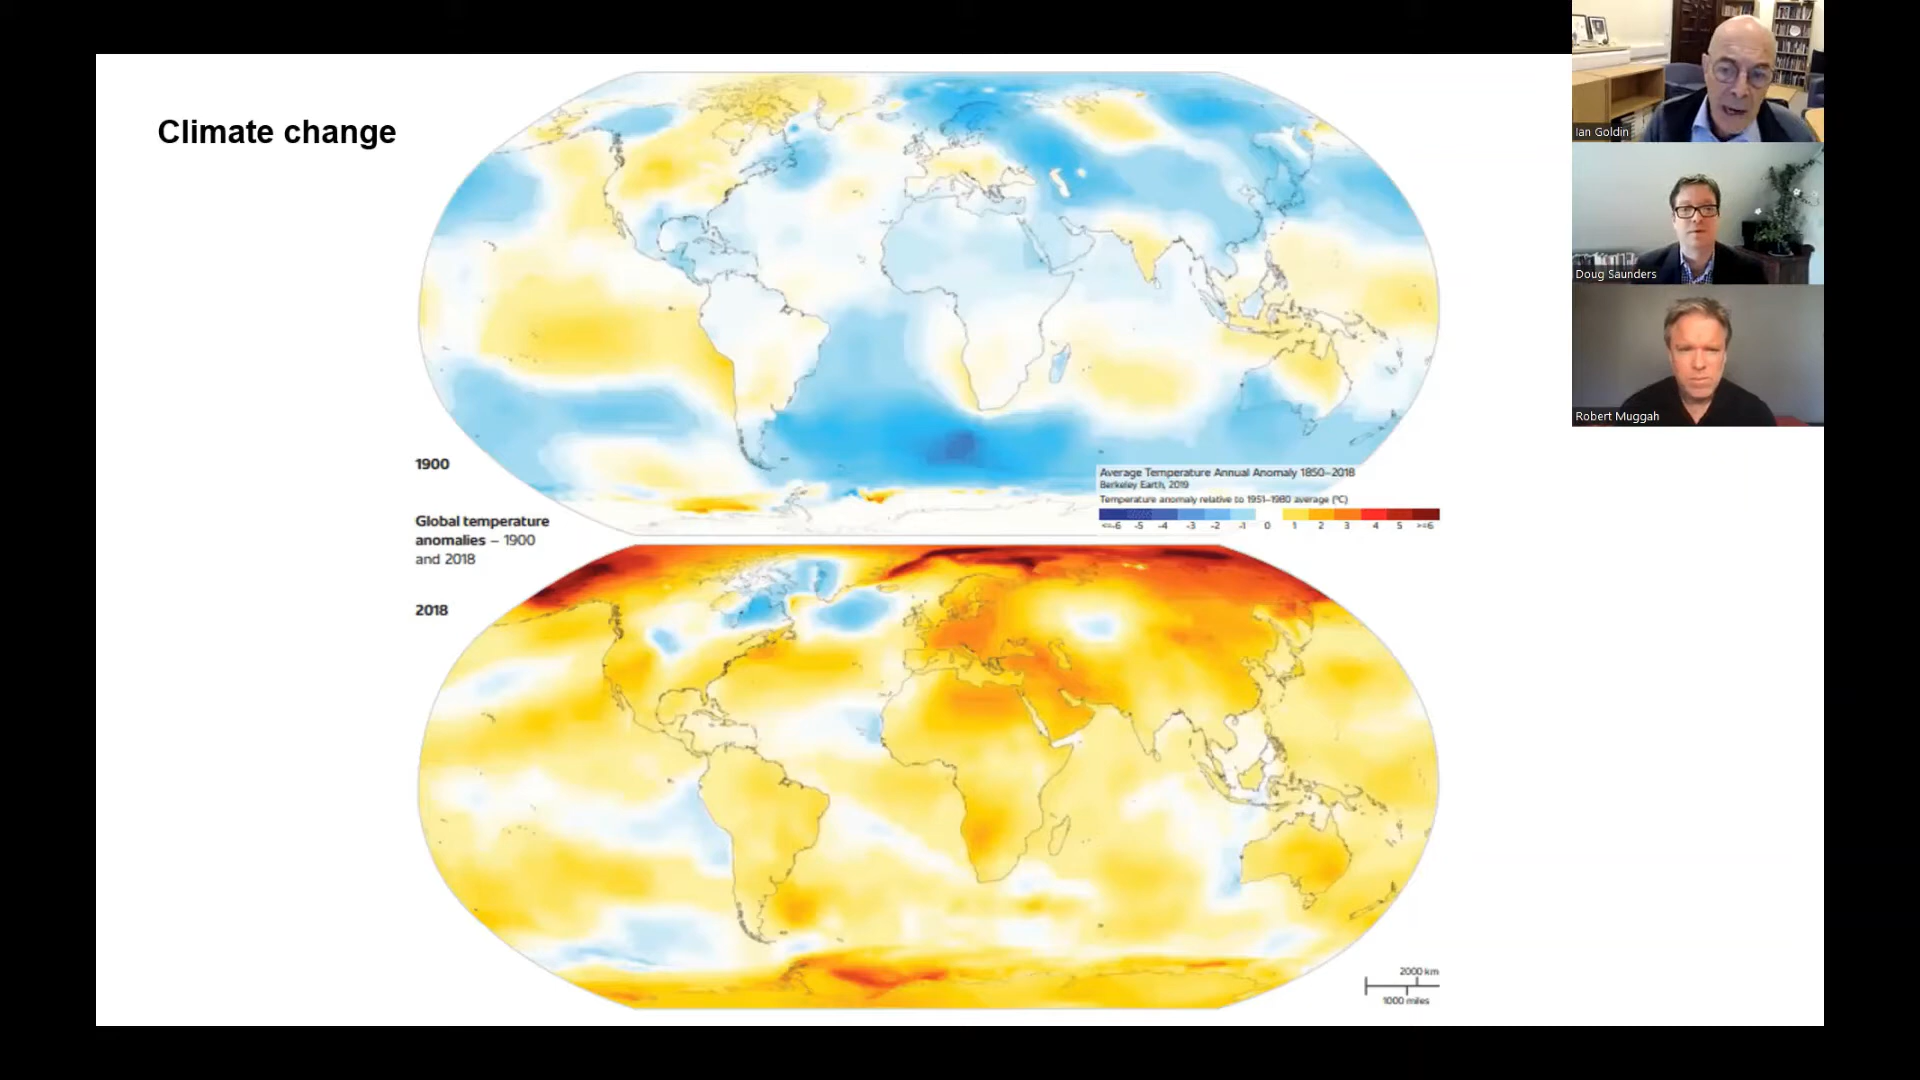 Climate change
1900
Global temperature
anomalies – 1900
and 2018
2018
Average Temperature Annual Anomaly 1850–2018
Berkeley Earth, 2019
Temperature anomaly relative to 1951–1980 average (°C)
<=-6 -5 -4 -3 -2 -1 0 1 2 3 4 5 >=6
2000 km
1000 miles
Ian Goldin
Doug Saunders
Robert Muggah